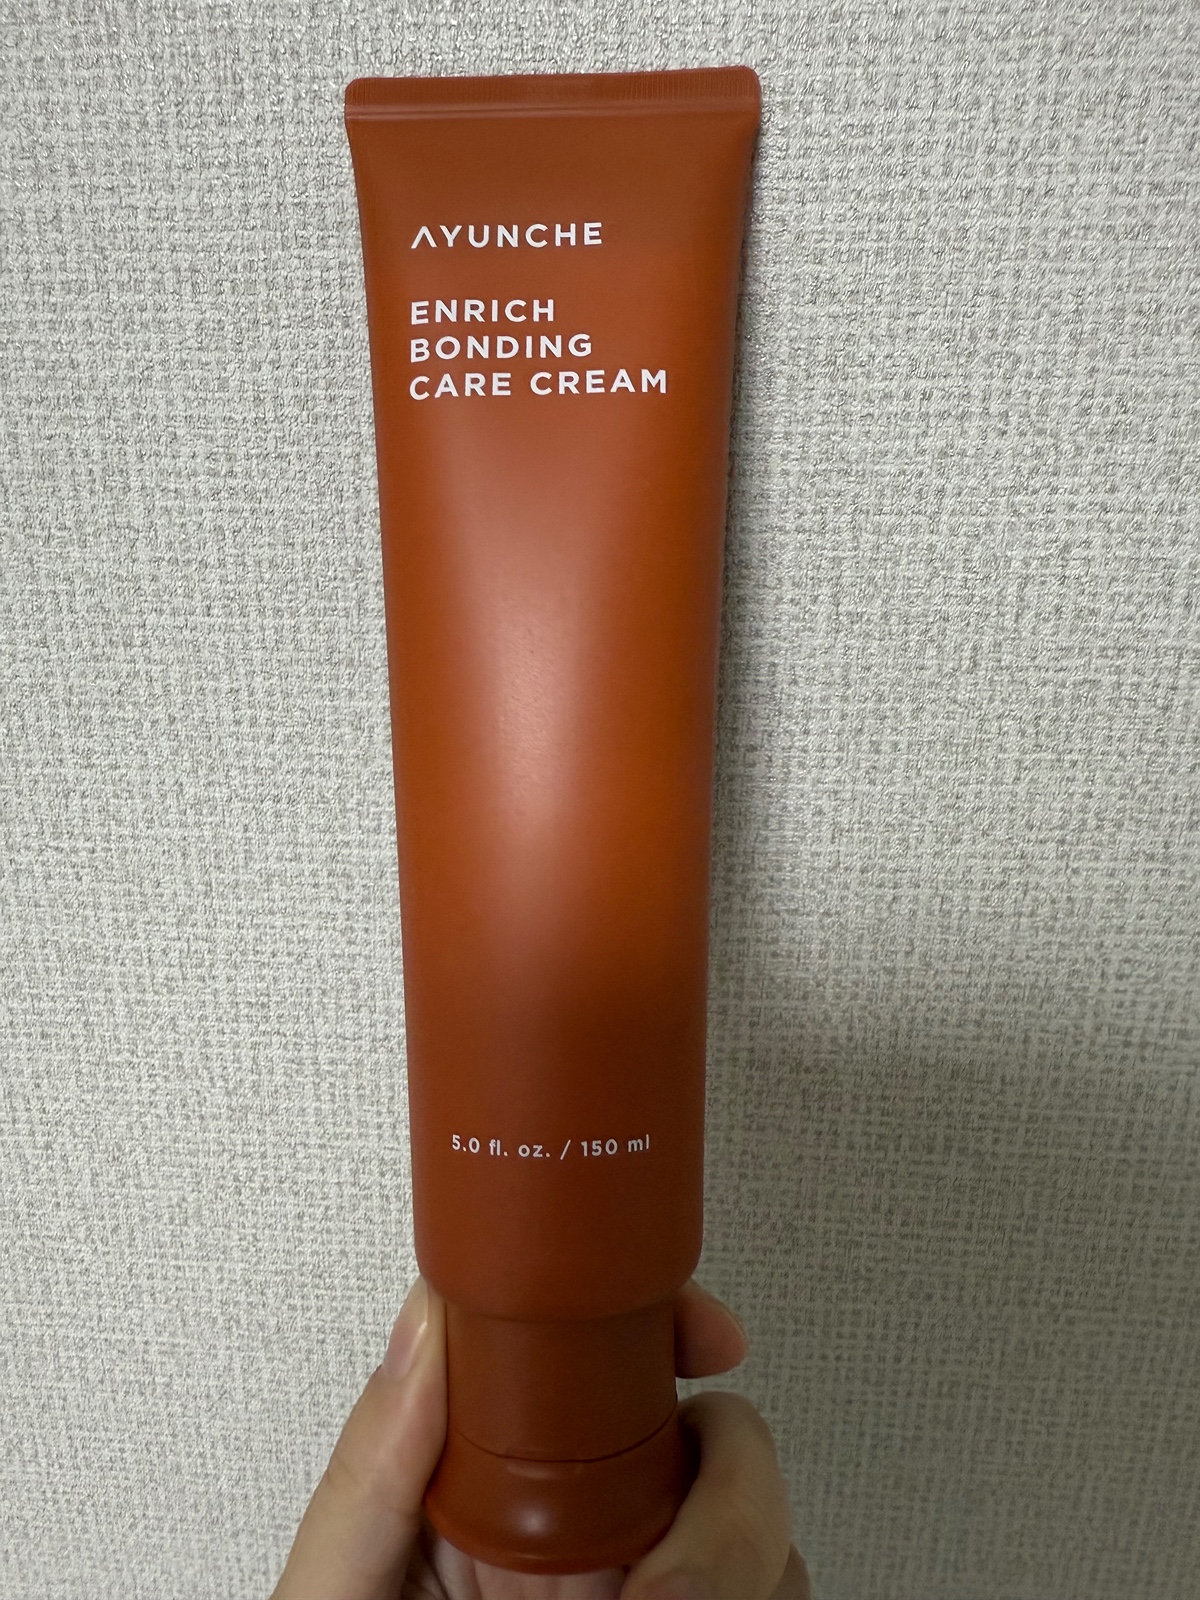 AYUNCHE
ENRICH
BONDING
CARE CREAM
5.0 fl. oz. / 150 ml